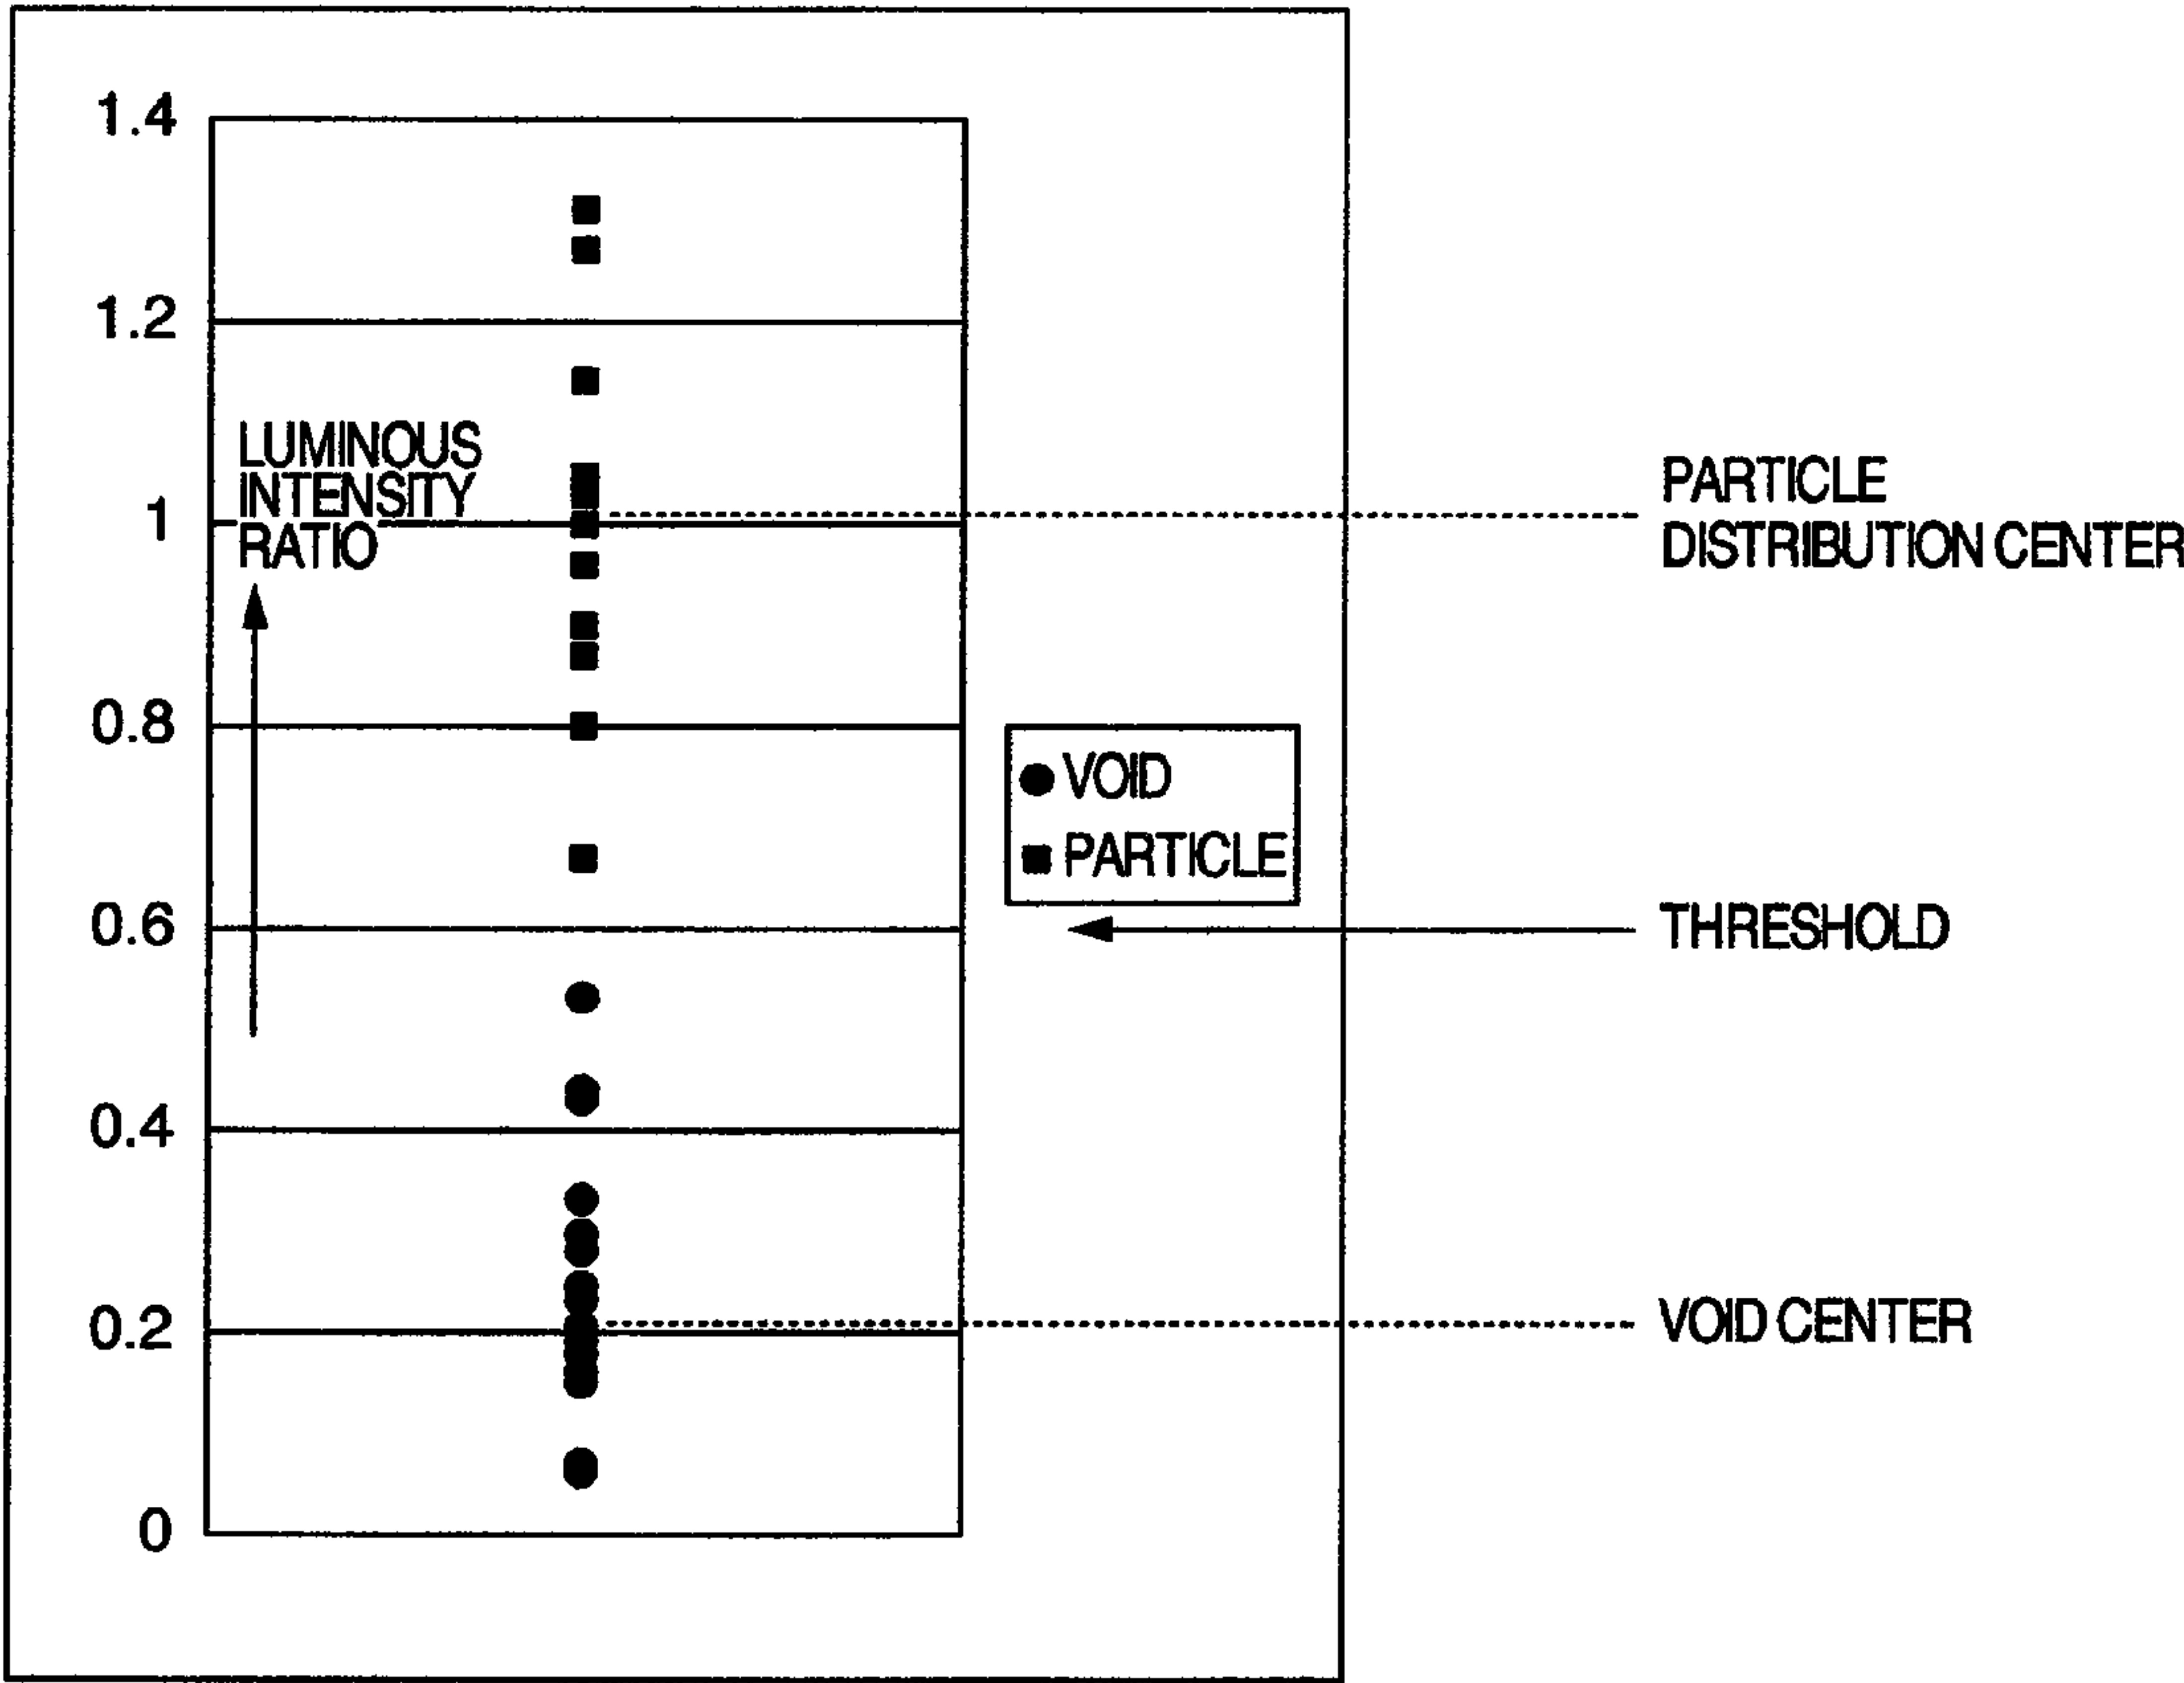 1.4
1.2
LUMINOUS
INTENSITY
RATIO
1
0.8
0.6
0.4
0.2
0
VOID
PARTICLE
PARTICLE
DISTRIBUTION CENTER
THRESHOLD
VOID CENTER